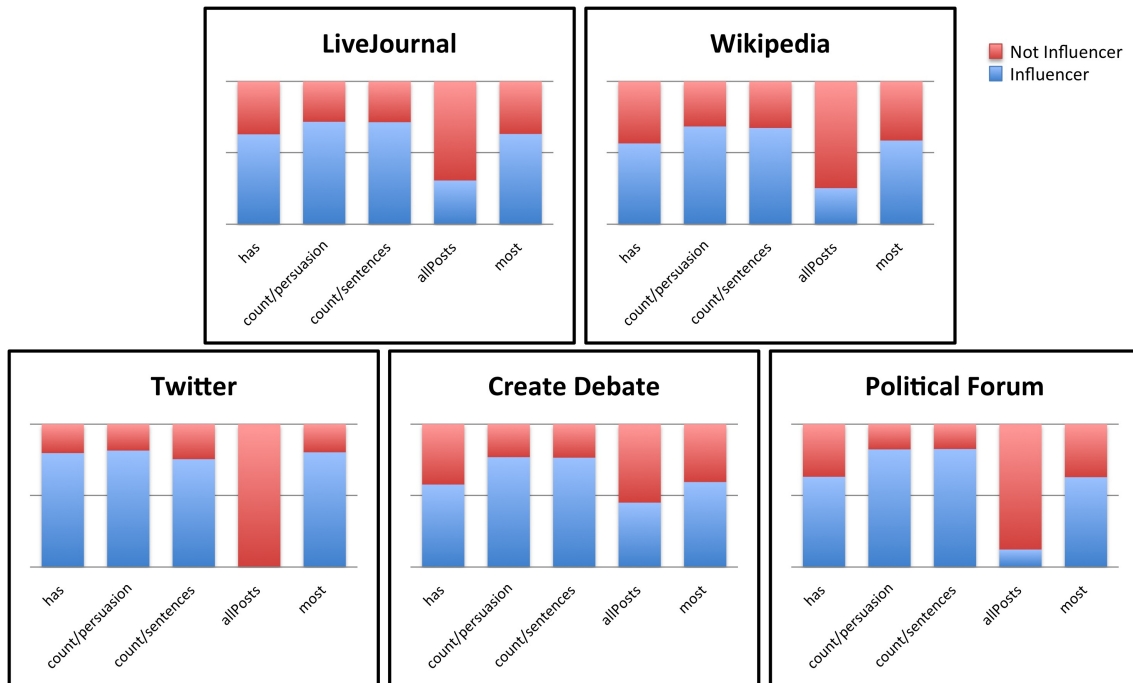 LiveJournal
has
count/persuasion
count/sentences
allPosts
most
Wikipedia
has
count/persuasion
count/sentences
allPosts
most
Not Influencer
Influencer
Twitter
has
count/persuasion
count/sentences
allPosts
most
Create Debate
has
count/persuasion
count/sentences
allPosts
most
Political Forum
has
count/persuasion
count/sentences
allPosts
most